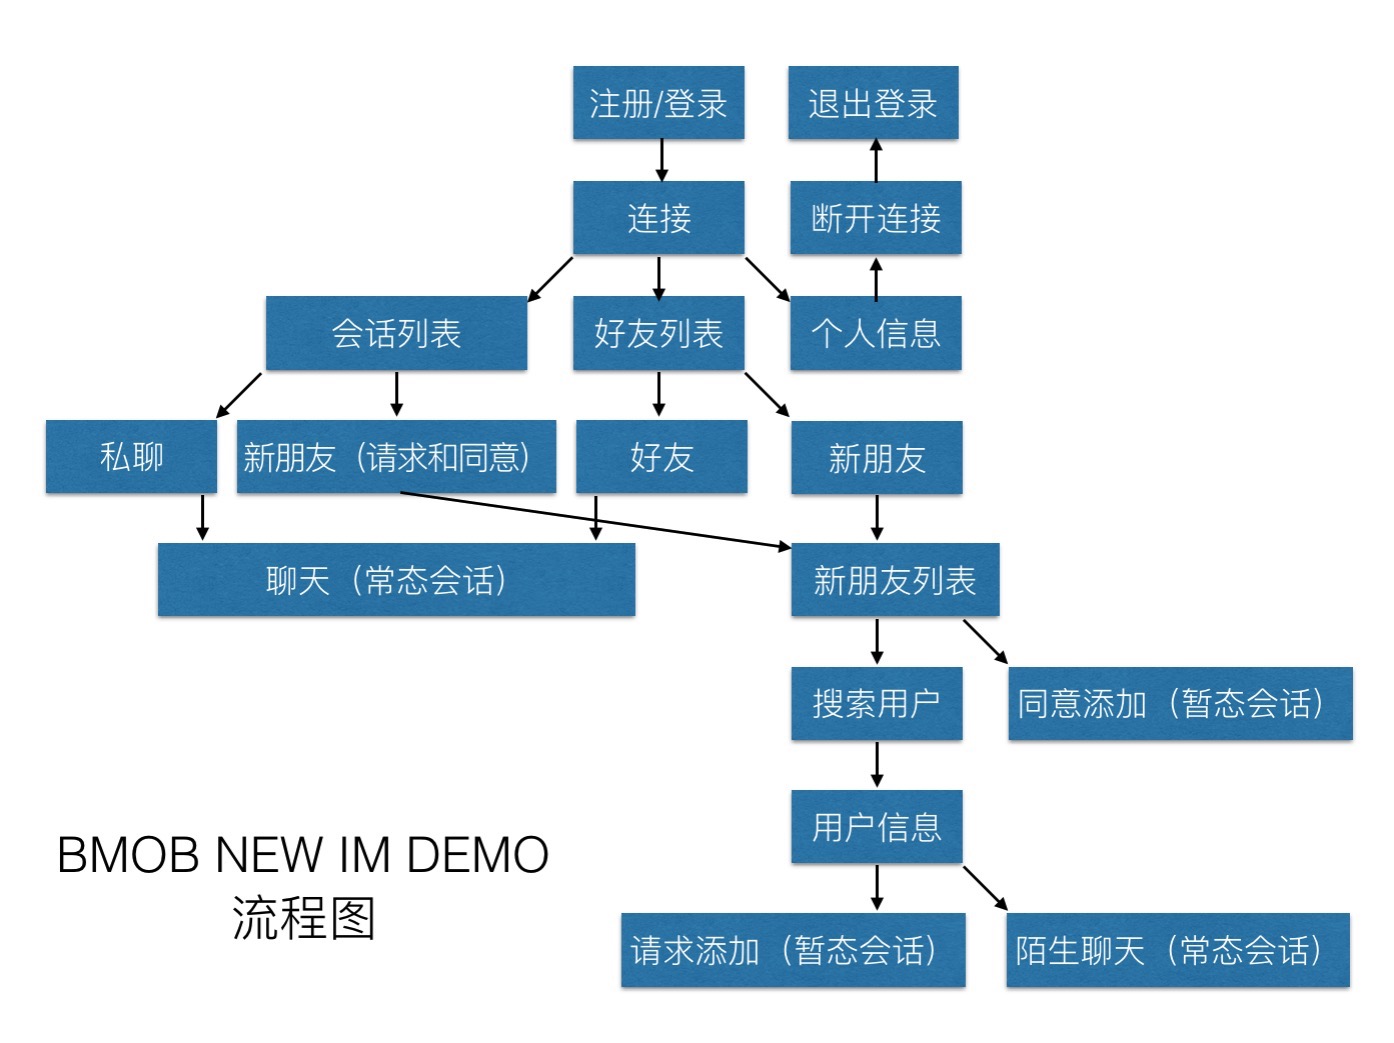 注册/登录
退出登录
连接
断开连接
会话列表
好友列表
个人信息
私聊
新朋友（请求和同意）
好友
新朋友
聊天（常态会话）
新朋友列表
搜索用户
同意添加（暂态会话）
用户信息
BMOB NEW IM DEMO
流程图
请求添加（暂态会话）
陌生聊天（常态会话）